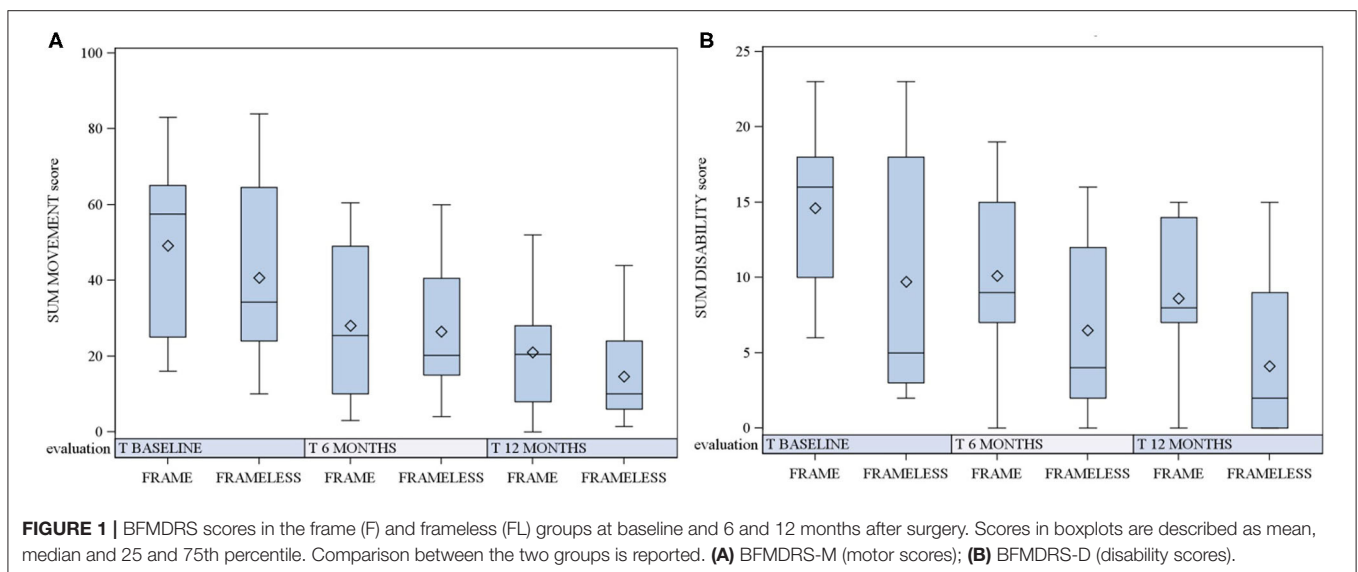 A
B
SUM MOVEMENT score
100
80
60
40
20
0
evaluation
T BASELINE
T 6 MONTHS
T 12 MONTHS
FRAME
FRAMELESS
FRAME
FRAMELESS
FRAME
FRAMELESS
SUM DISABILITY score
25
20
15
10
5
0
evaluation
T BASELINE
T 6 MONTHS
T 12 MONTHS
FRAME
FRAMELESS
FRAME
FRAMELESS
FRAME
FRAMELESS
FIGURE 1 | BFMDRS scores in the frame (F) and frameless (FL) groups at baseline and 6 and 12 months after surgery. Scores in boxplots are described as mean,
median and 25 and 75th percentile. Comparison between the two groups is reported. (A) BFMDRS-M (motor scores); (B) BFMDRS-D (disability scores).